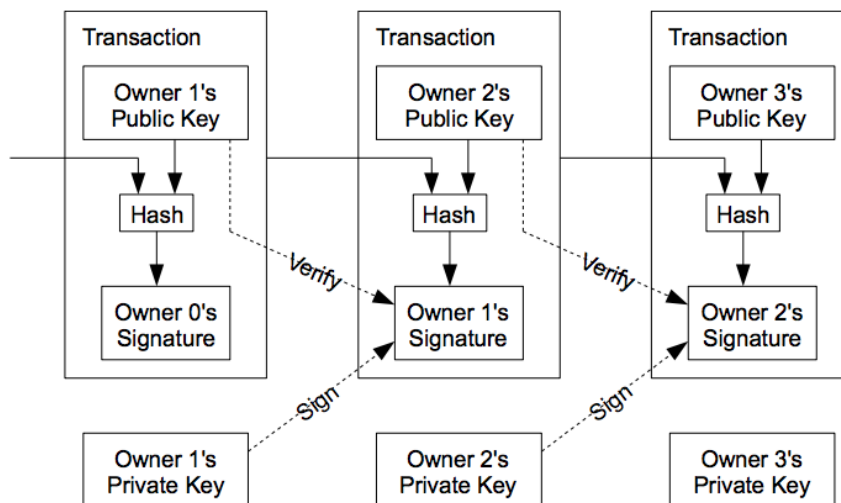 Transaction
Transaction
Transaction
Owner 1's
Public Key
Owner 2's
Public Key
Owner 3's
Public Key
Hash
Hash
Hash
Verify
Verify
Owner 0's
Signature
Owner 1's
Signature
Owner 2's
Signature
Sign
Sign
Owner 1's
Private Key
Owner 2's
Private Key
Owner 3's
Private Key